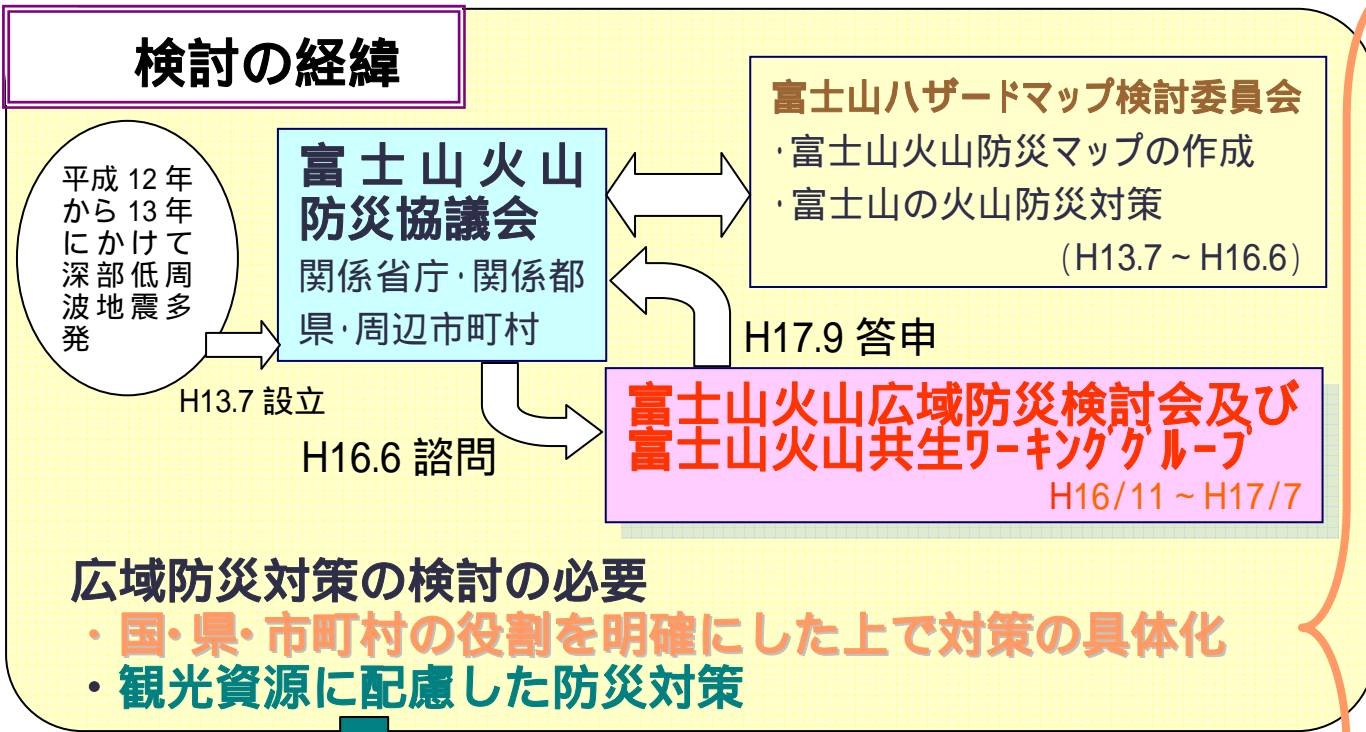 検討の経緯
平成 12 年
から 13 年
にかけて
深部低周
波地震多
発
H13.7 設立
富士山火山
防災協議会
関係省庁・関係都
県・周辺市町村
富士山ハザードマップ検討委員会
・富士山火山防災マップの作成
・富士山の火山防災対策
(H13.7 ~ H16.6)
H17.9 答申
H16.6 諮問
富士山火山広域防災検討会及び
富士山火山共生ワーキンググループ
H16/11 ~ H17/7
広域防災対策の検討の必要
・国・県・市町村の役割を明確にした上で対策の具体化
・観光資源に配慮した防災対策